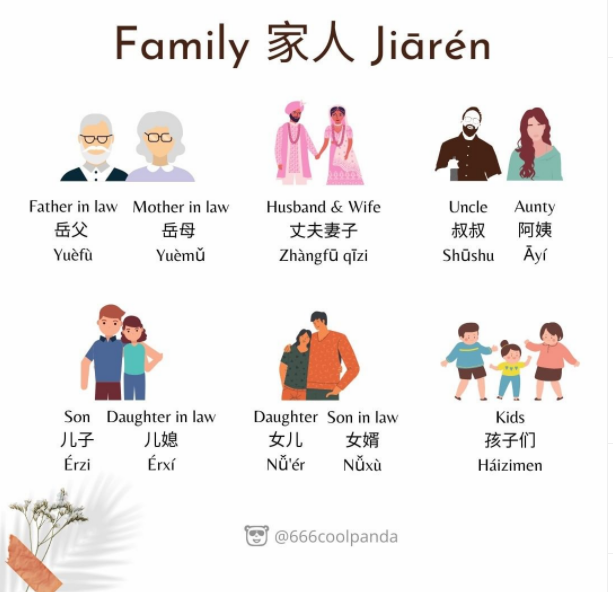 Family 家人 Jiārén
Father in law Mother in law
岳父 岳母
Yuèfù Yuèmǔ
Husband & Wife
丈夫妻子
Zhàngfū qīzi
Uncle Aunty
叔叔 阿姨
Shūshu Āyí
Son Daughter in law
儿子 儿媳
Érzi Érxí
Daughter Son in law
女儿 女婿
Nǚ'ér Nǚxù
Kids
孩子们
Háizimen
@666coolpanda